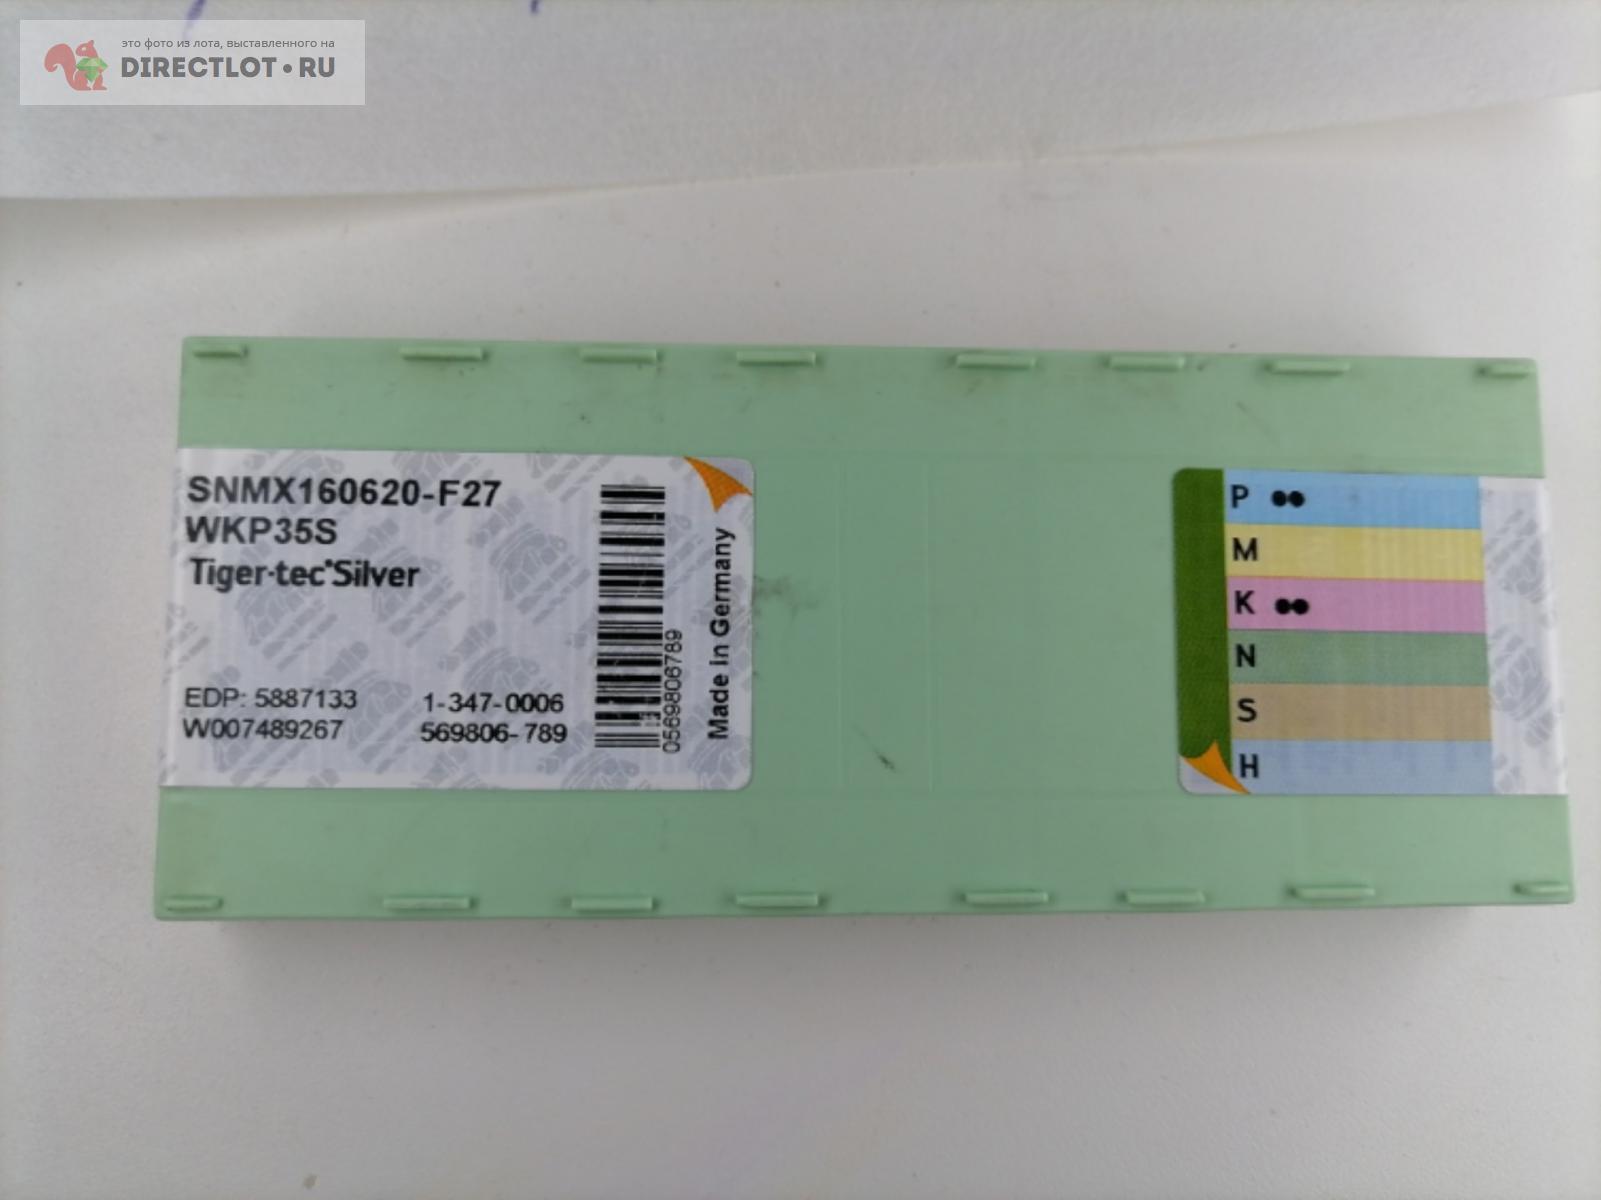 это фото из лота, выставленного на
DIRECTLOT•RU
SNMX160620-F27
WKP35S
Tiger·tec®Silver
EDP: 5887133
1-347-0006
W007489267
569806-789
0569806789
Made in Germany
P ●●
M
K ●●
N
S
H